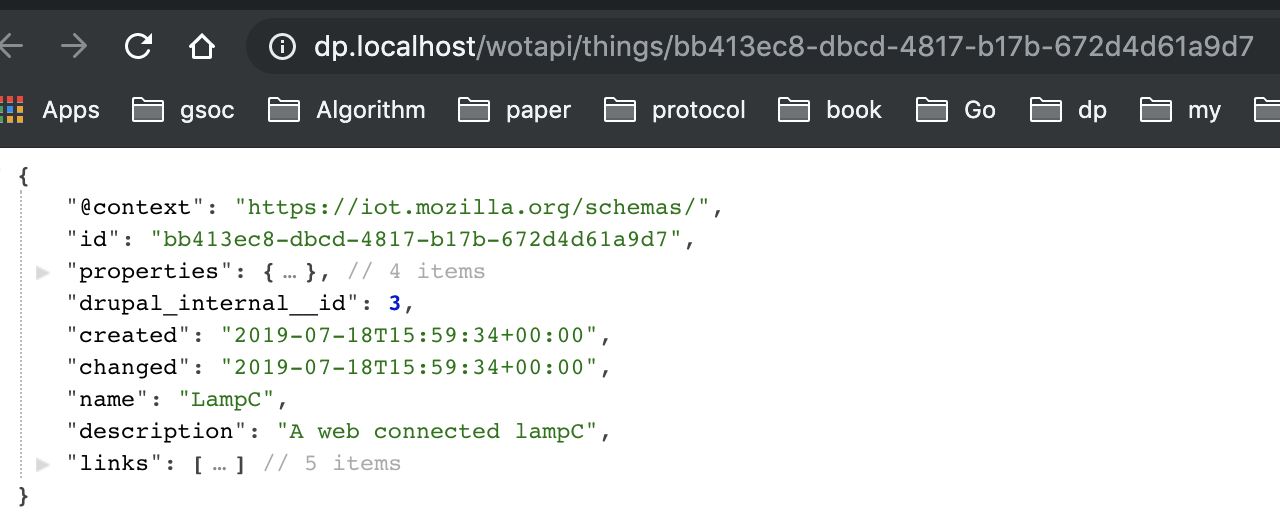 dp.localhost/wotapi/things/bb413ec8-dbcd-4817-b17b-672d4d61a9d7
Apps gsoc Algorithm paper protocol book Go dp my
{
"@context": "https://iot.mozilla.org/schemas/",
"id": "bb413ec8-dbcd-4817-b17b-672d4d61a9d7",
"properties": { … }, // 4 items
"drupal_internal__id": 3,
"created": "2019-07-18T15:59:34+00:00",
"changed": "2019-07-18T15:59:34+00:00",
"name": "LampC",
"description": "A web connected lampC",
"links": [ … ] // 5 items
}